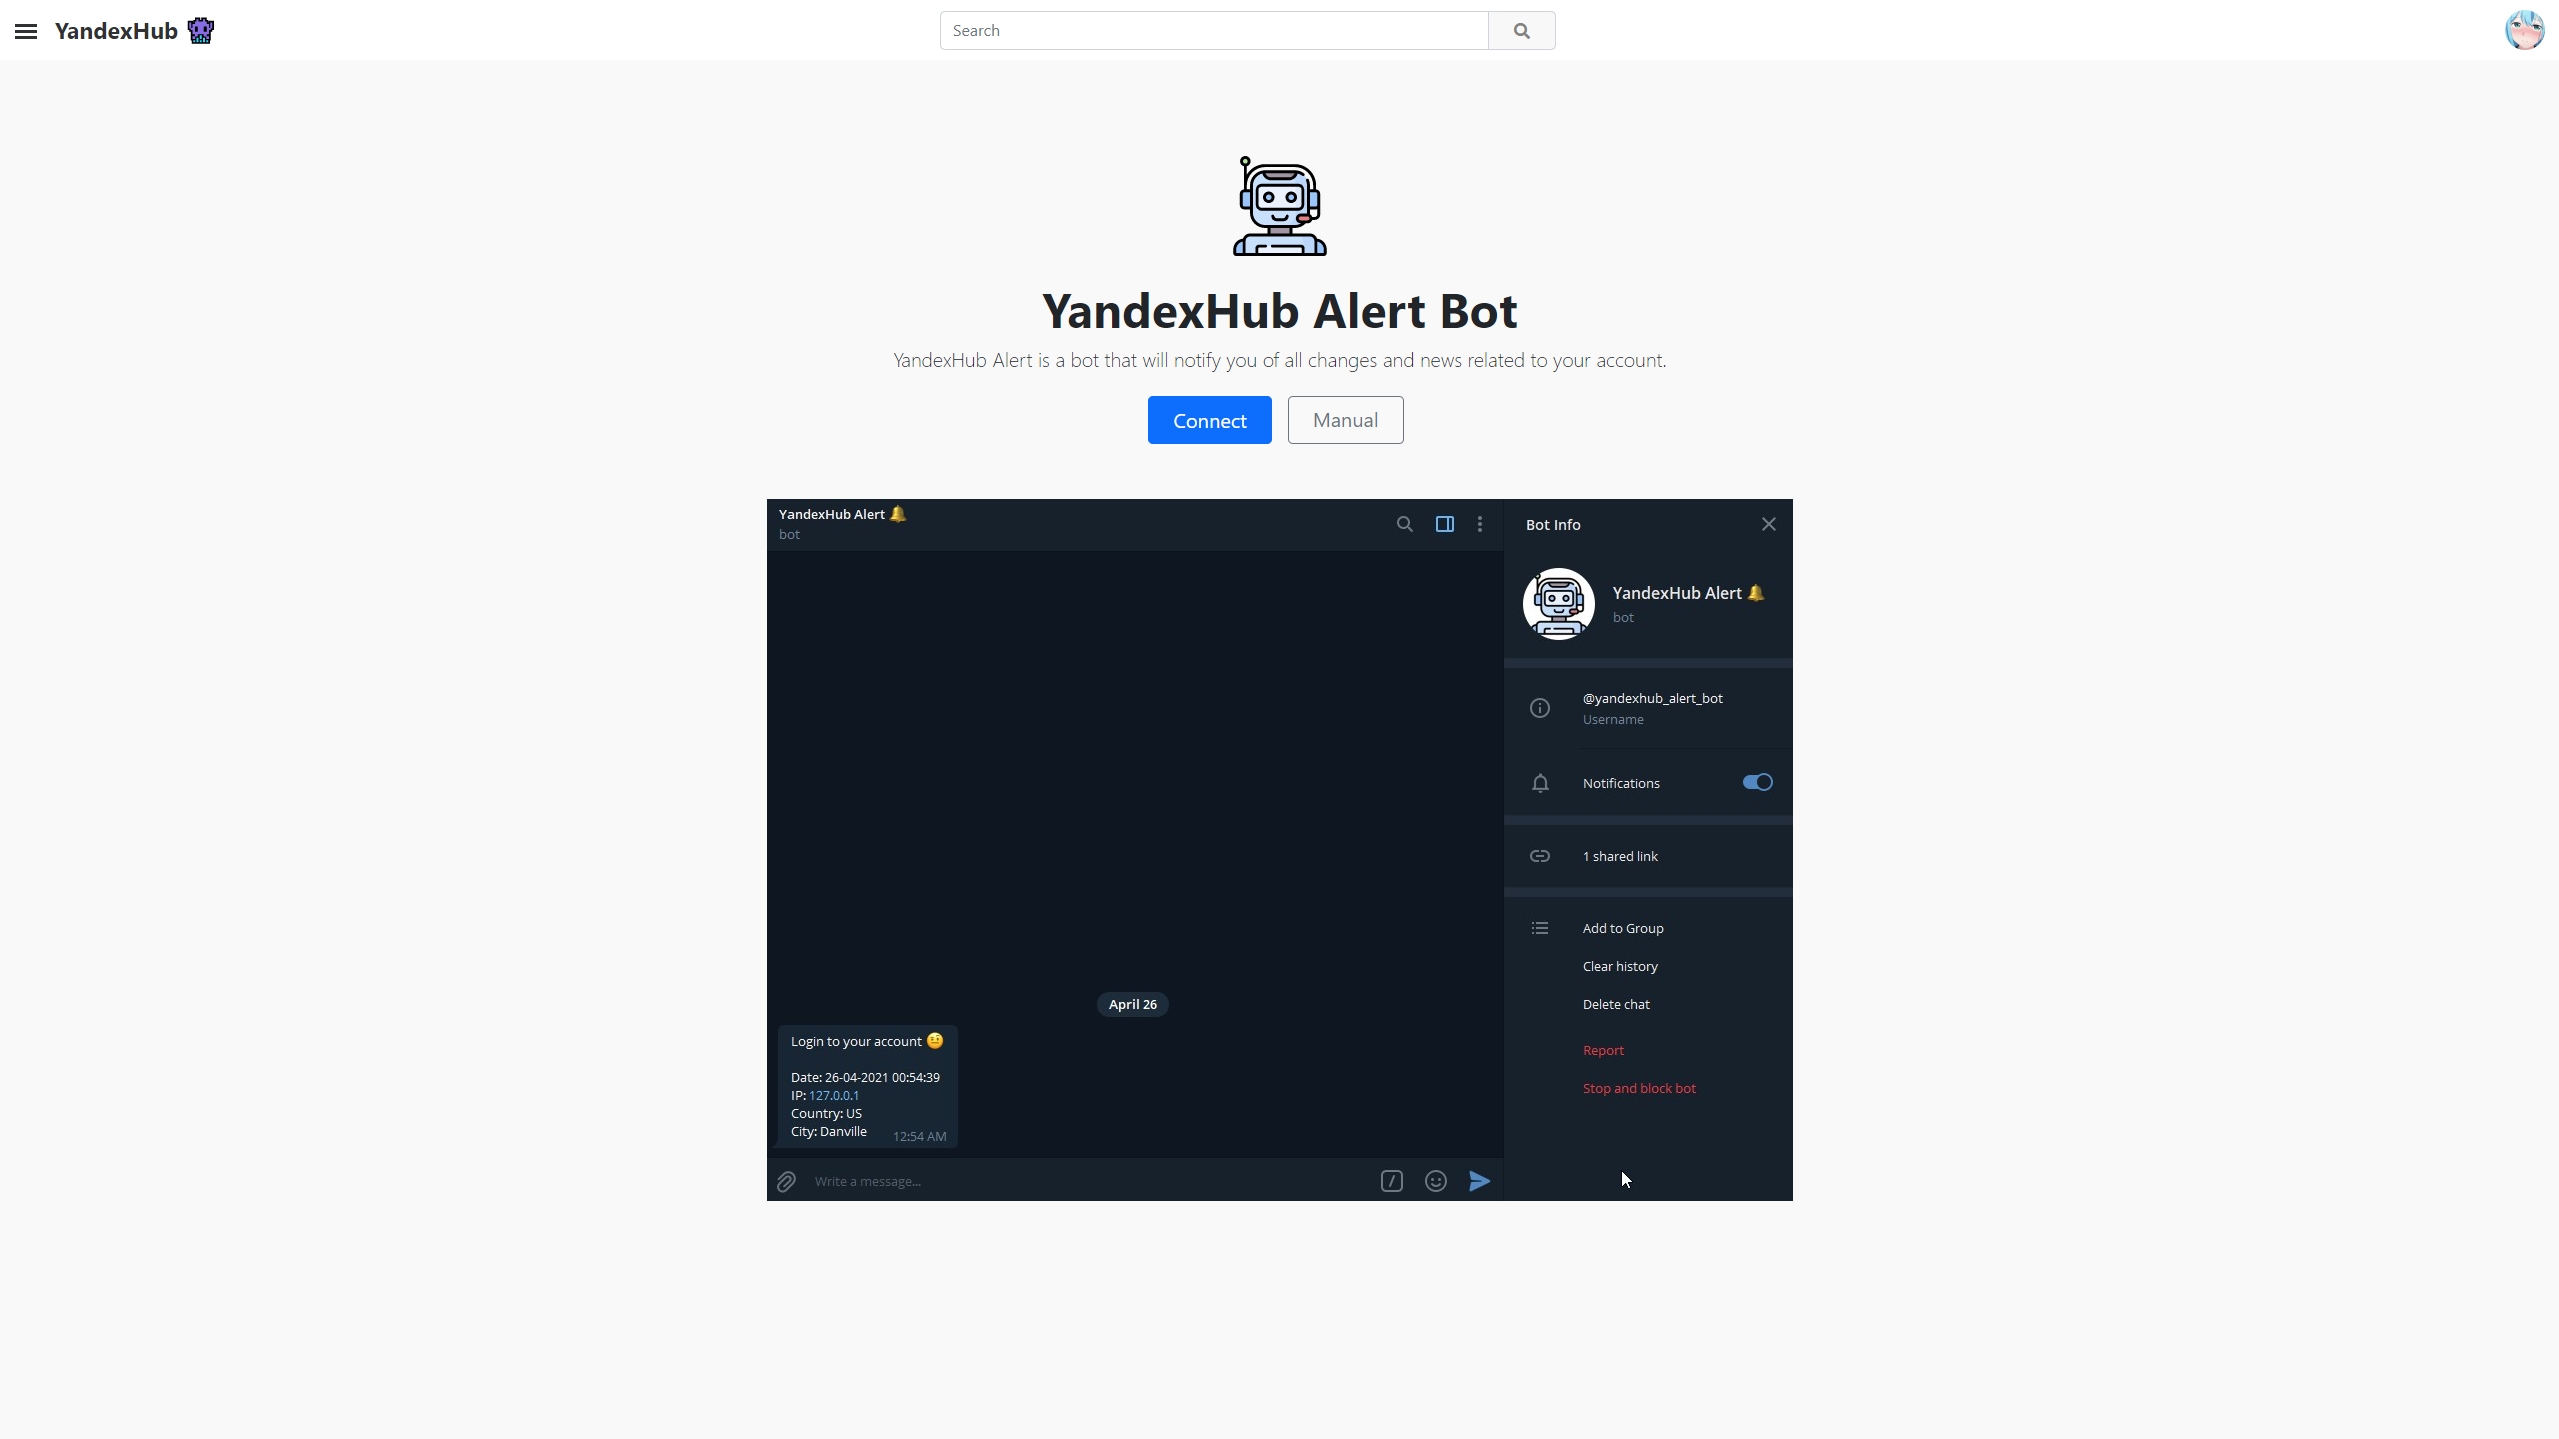 YandexHub
Search
YandexHub Alert Bot
YandexHub Alert is a bot that will notify you of all changes and news related to your account.
Connect
Manual
YandexHub Alert 🔔
bot
April 26
Login to your account 🤨
Date: 26-04-2021 00:54:39
IP: 127.0.0.1
Country: US
City: Danville
12:54 AM
Write a message...
Bot Info
YandexHub Alert 🔔
bot
@yandexhub_alert_bot
Username
Notifications
1 shared link
Add to Group
Clear history
Delete chat
Report
Stop and block bot